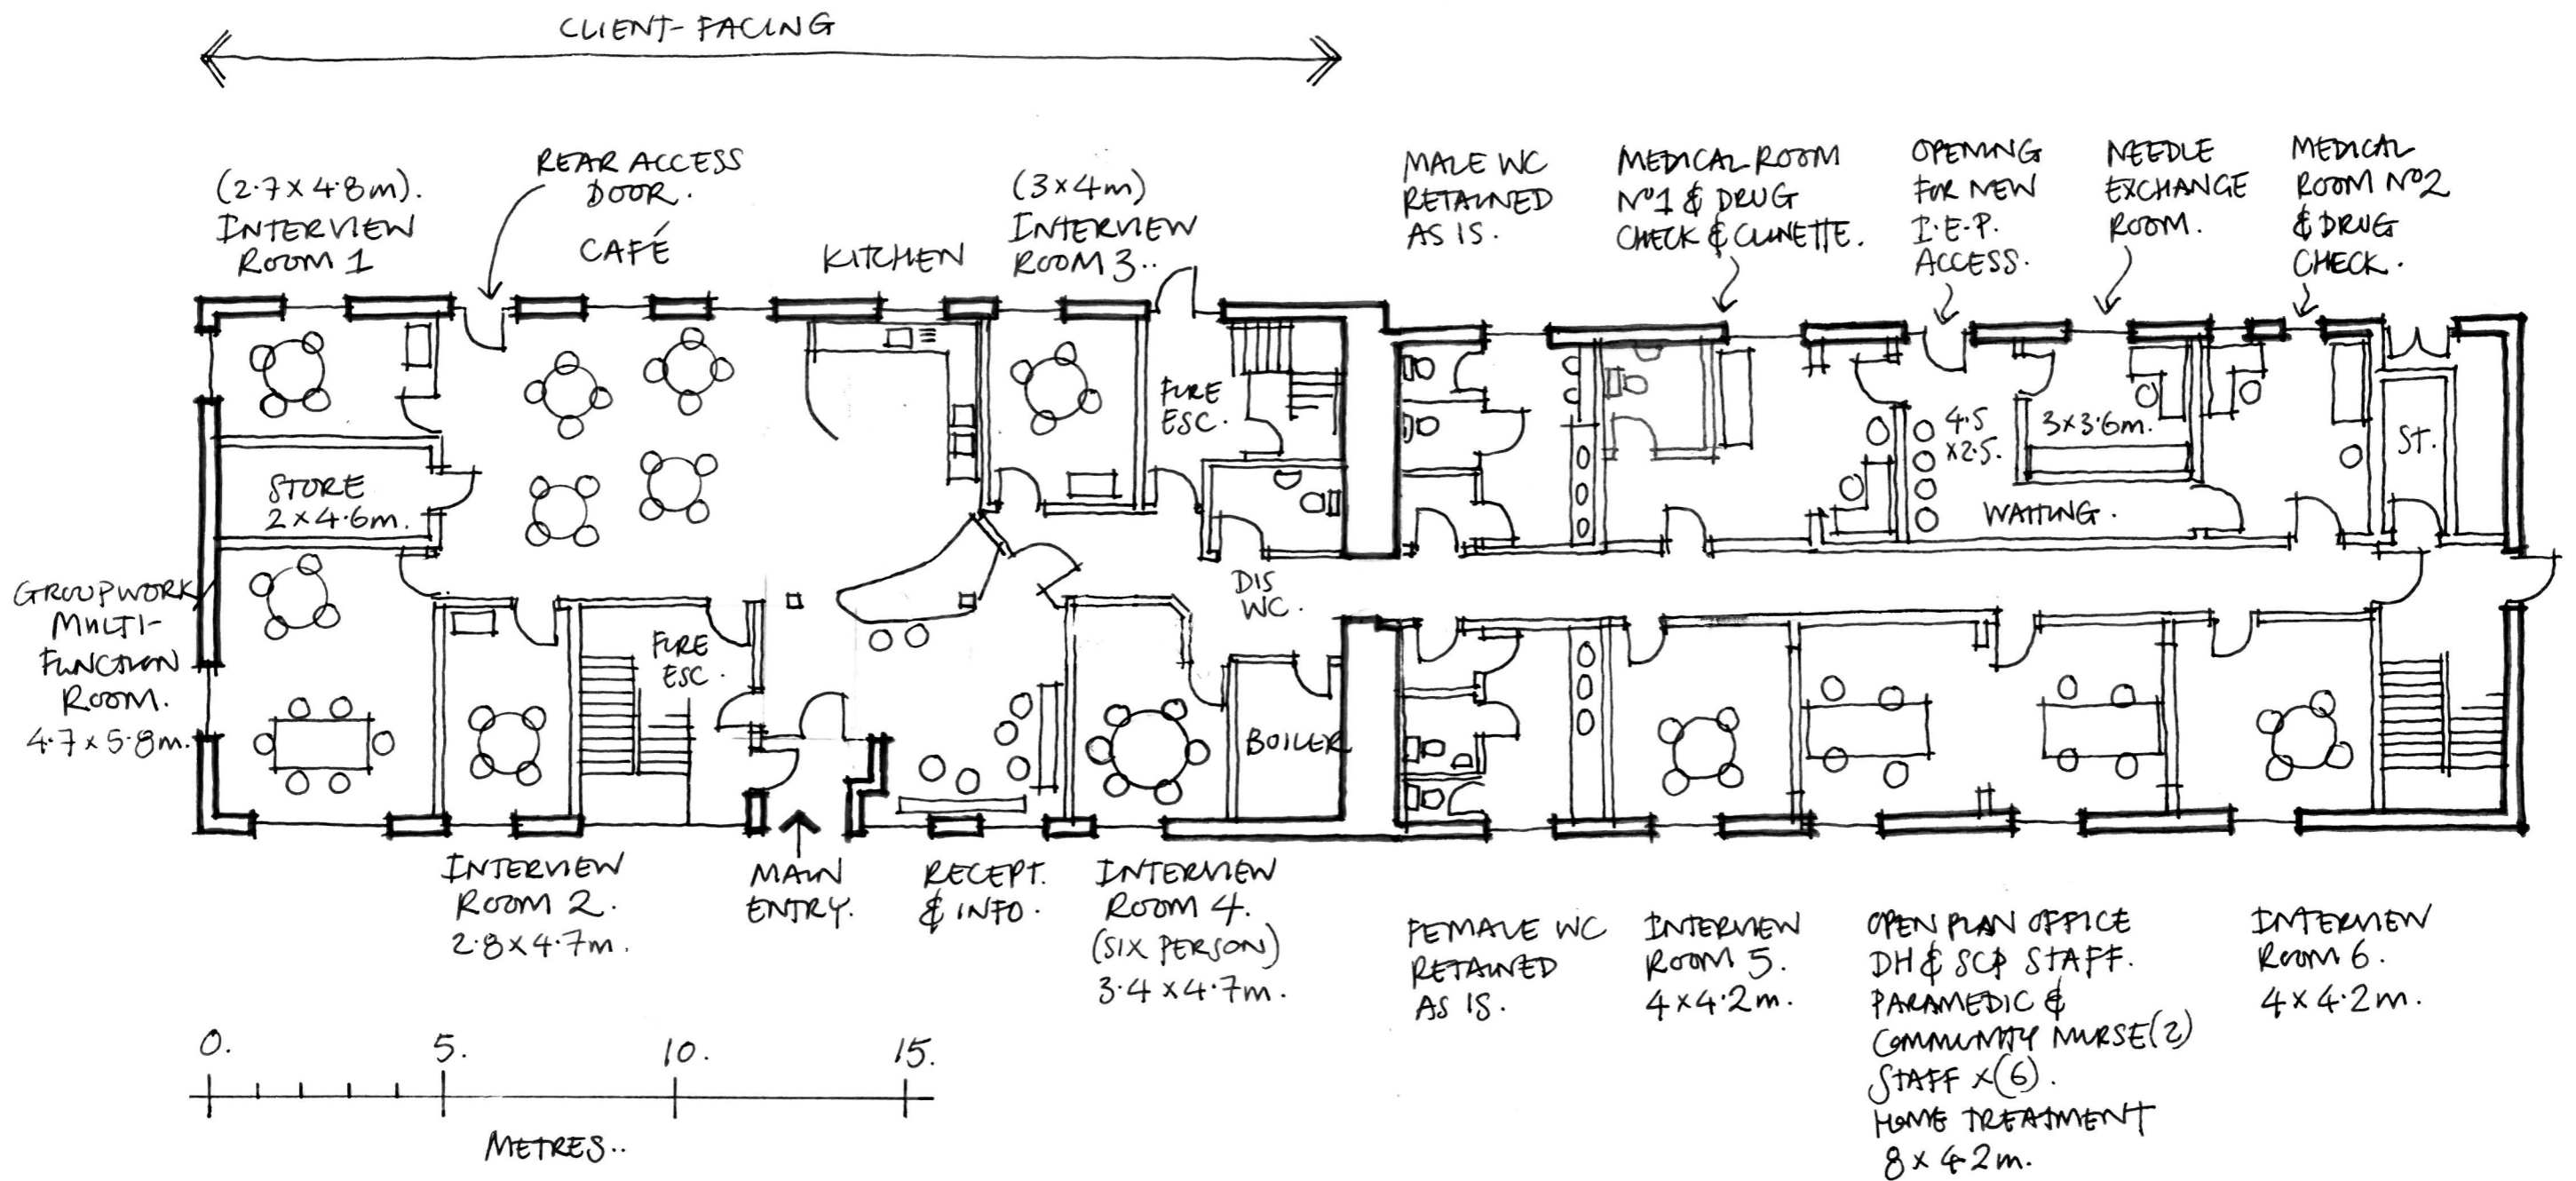 CLIENT-FACING
(2.7 x 4.8m).
INTERVIEW
ROOM 1
REAR ACCESS
DOOR.
CAFÉ
KITCHEN
(3 x 4m)
INTERVIEW
ROOM 3..
MALE WC
RETAINED
AS IS.
MEDICAL ROOM
Nº1 & DRUG
CHECK & CLINETTE.
OPENING
FOR NEW
I.E.P.
ACCESS.
NEEDLE
EXCHANGE
ROOM.
MEDICAL
ROOM Nº2
& DRUG
CHECK.
FIRE
ESC.
4.5
x2.5.
3x3.6m.
ST.
STORE
2 x 4.6m.
WAITING.
GROUPWORK
MULTI-
FUNCTION
ROOM.
4.7 x 5.8m.
FIRE
ESC.
DIS
WC.
BOILER
INTERVIEW
ROOM 2.
2.8 x 4.7m.
MAIN
ENTRY.
RECEPT.
& INFO.
INTERVIEW
ROOM 4.
(SIX PERSON)
3.4 x 4.7m.
FEMALE WC
RETAINED
AS IS.
INTERVIEW
ROOM 5.
4 x 4.2m.
OPEN PLAN OFFICE
DH & SCP STAFF.
PARAMEDIC &
COMMUNITY NURSE(2)
STAFF x(6).
HOME TREATMENT
8 x 4.2m.
INTERVIEW
ROOM 6.
4 x 4.2m.
0. 5. 10. 15.
METRES..